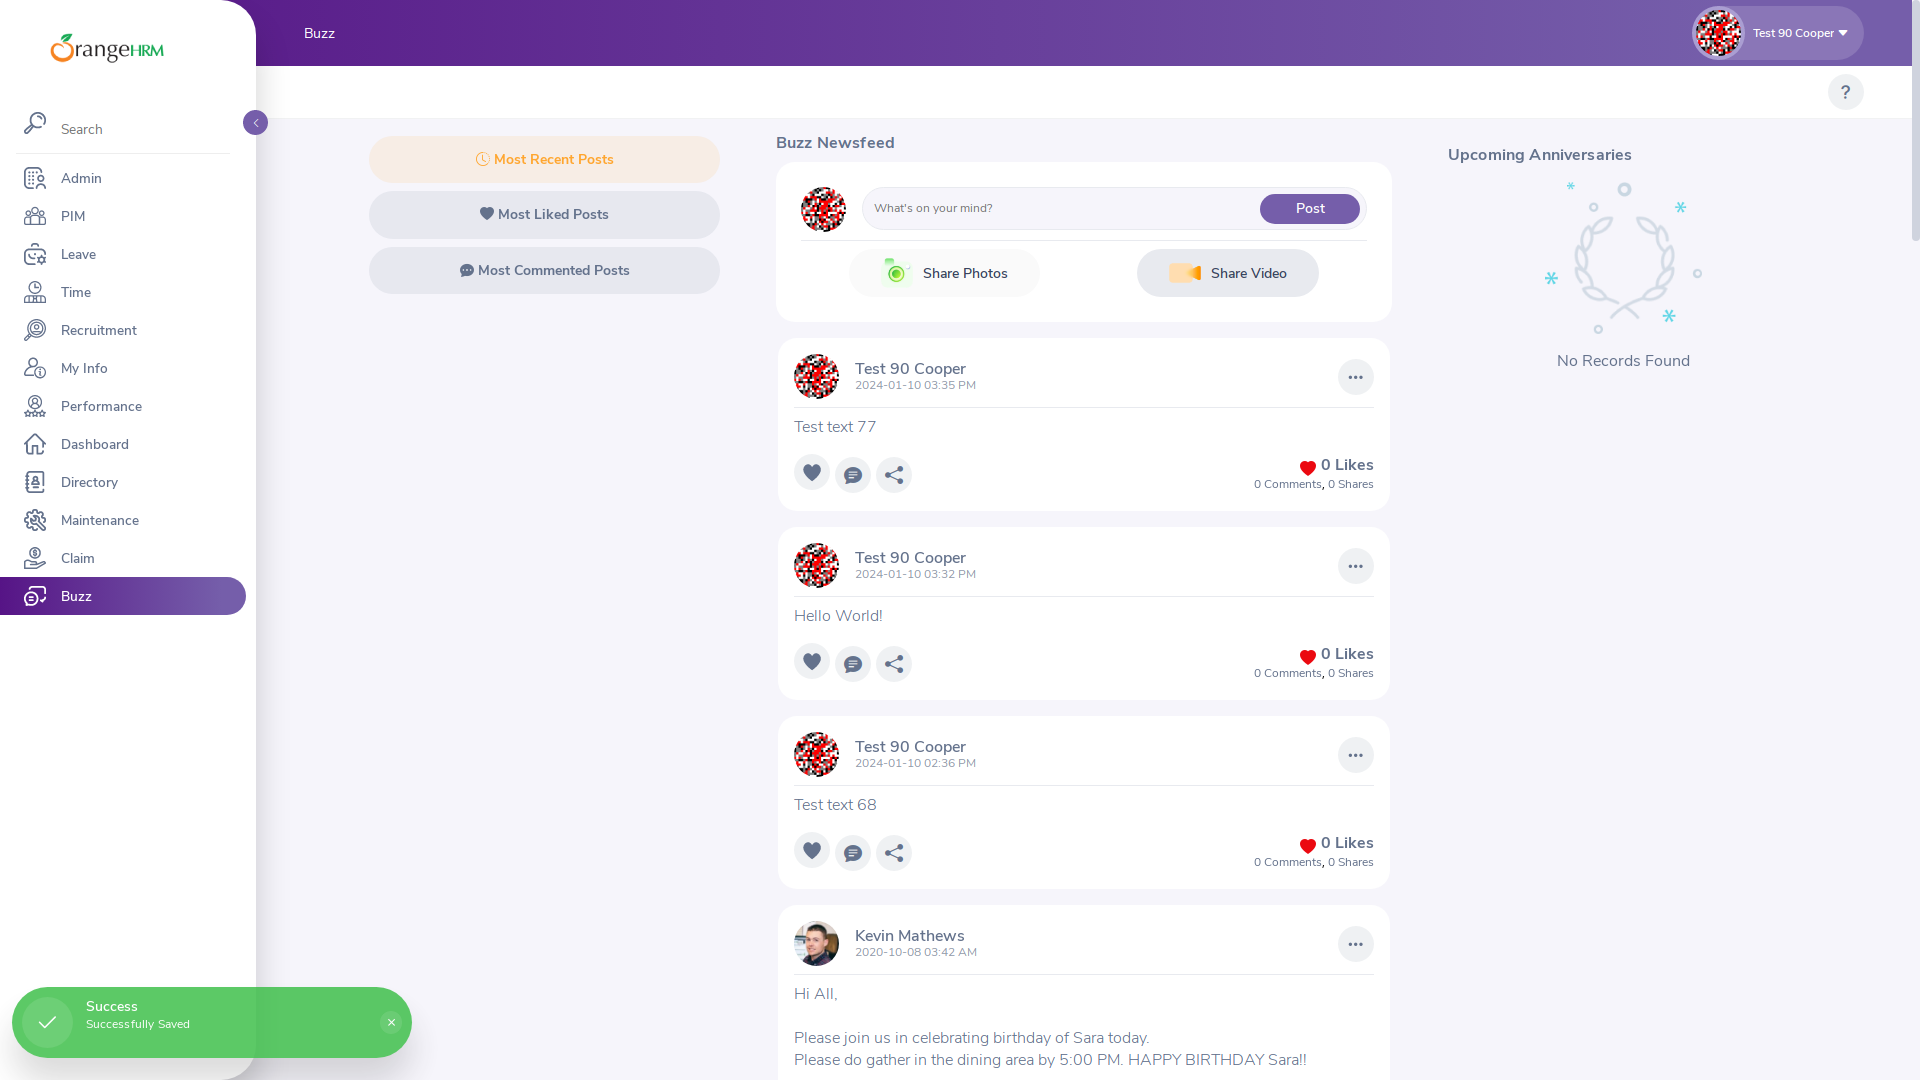 OrangeHRM
Search
Admin
PIM
Leave
Time
Recruitment
My Info
Performance
Dashboard
Directory
Maintenance
Claim
Buzz
Buzz
Test 90 Cooper
?
Most Recent Posts
Most Liked Posts
Most Commented Posts
Buzz Newsfeed
What's on your mind?
Post
Share Photos
Share Video
Test 90 Cooper
2024-01-10 03:35 PM
Test text 77
0 Likes
0 Comments, 0 Shares
Test 90 Cooper
2024-01-10 03:32 PM
Hello World!
0 Likes
0 Comments, 0 Shares
Test 90 Cooper
2024-01-10 02:36 PM
Test text 68
0 Likes
0 Comments, 0 Shares
Kevin Mathews
2020-10-08 03:42 AM
Hi All,
Please join us in celebrating birthday of Sara today.
Please do gather in the dining area by 5:00 PM. HAPPY BIRTHDAY Sara!!
Upcoming Anniversaries
No Records Found
Success
Successfully Saved